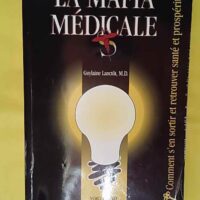 LA MAFIA
MÉDICALE
Guylaine Lanctôt, M.D.
Comment s'en sortir et retrouver santé et prospérité